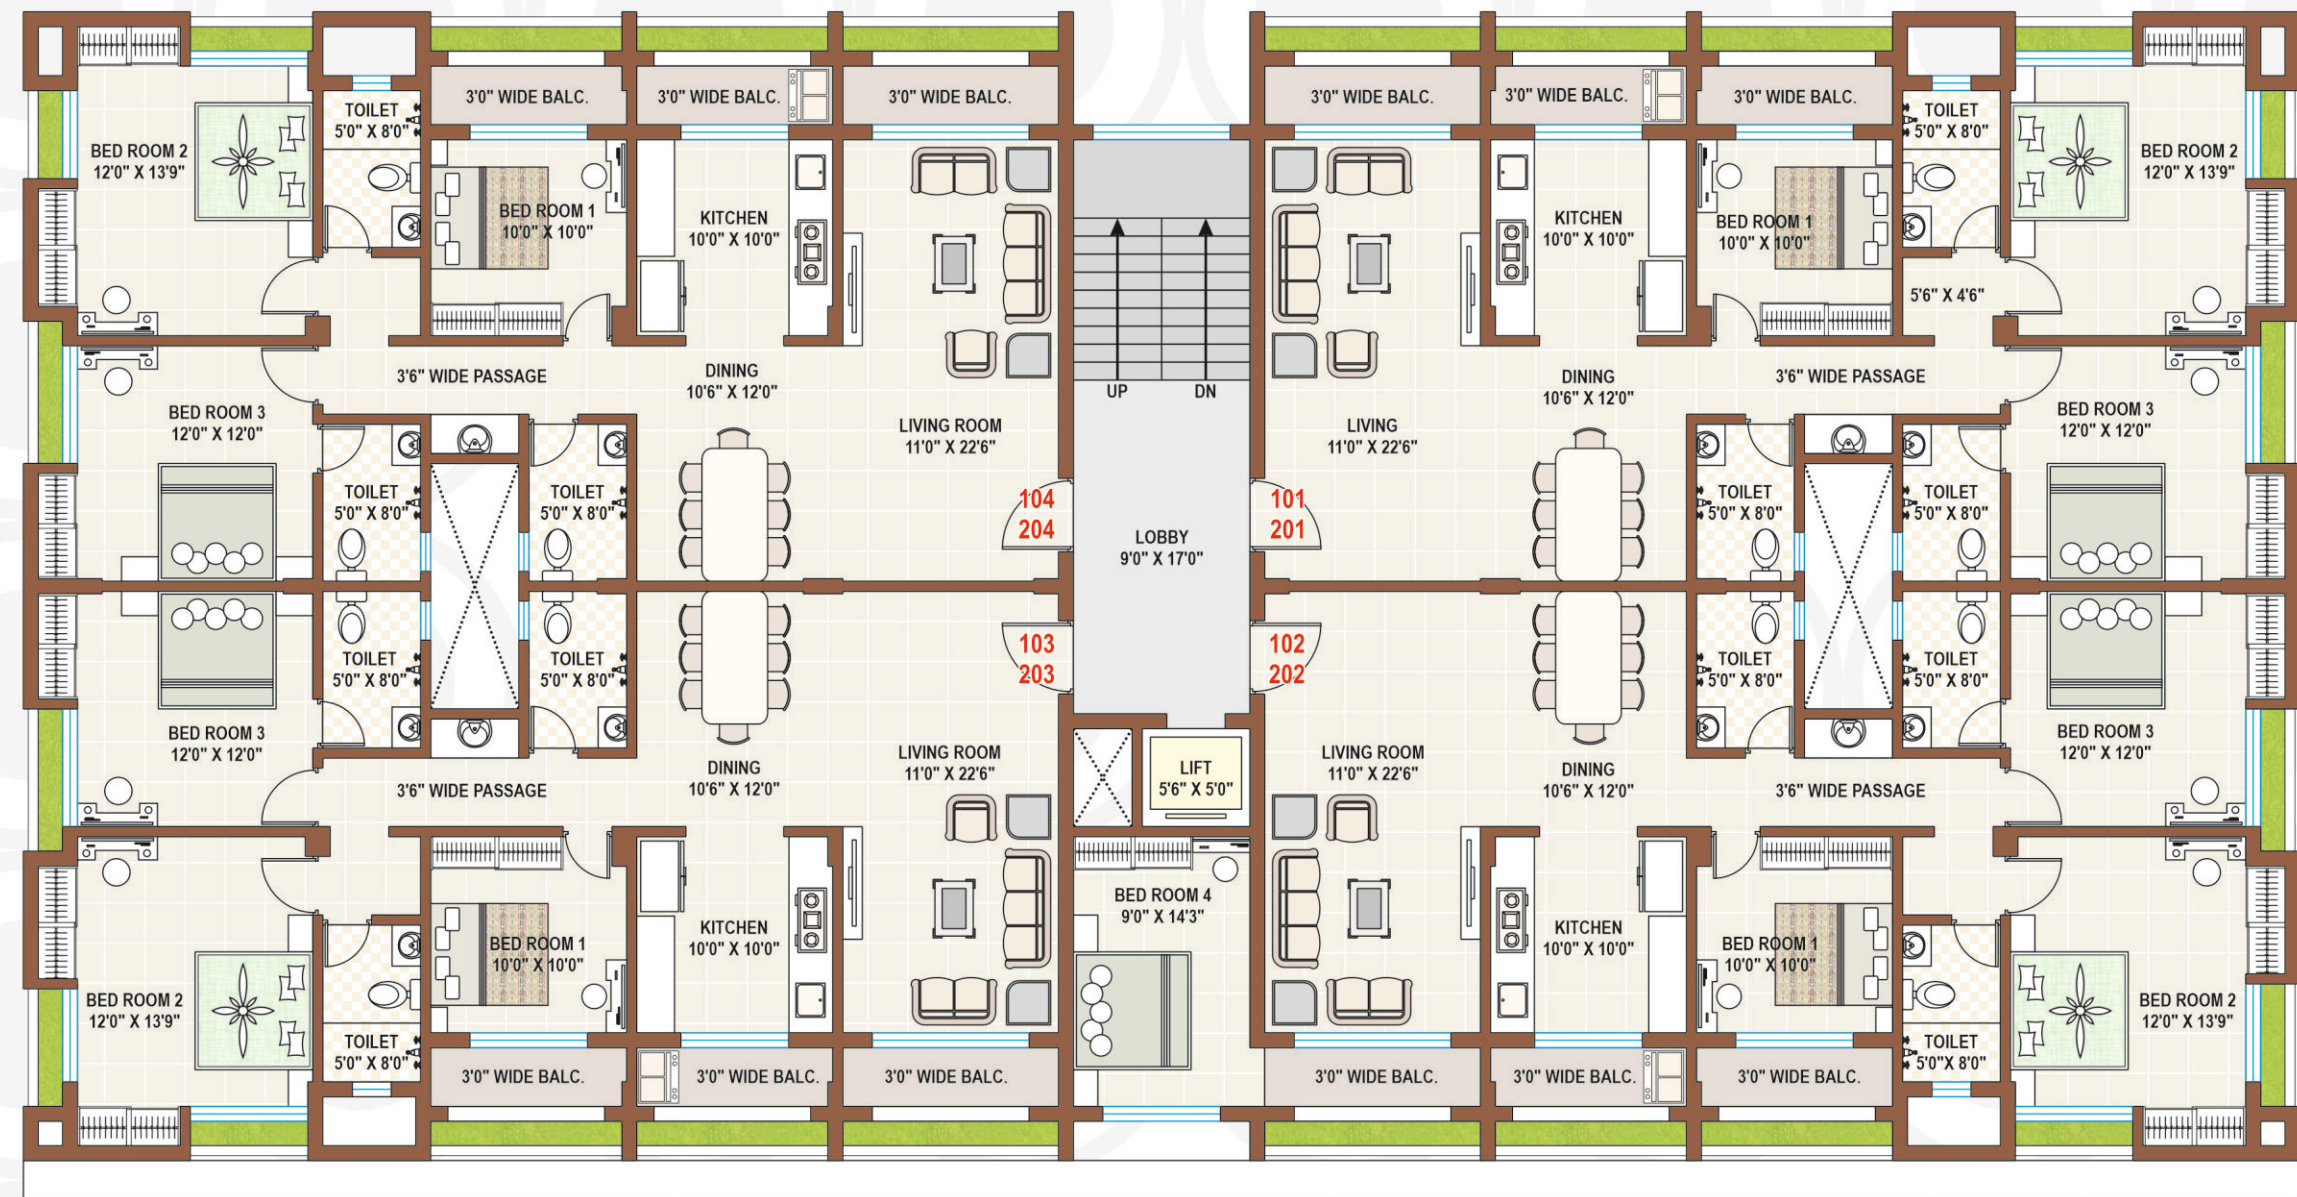 3'0" WIDE BALC.
3'0" WIDE BALC.
3'0" WIDE BALC.
3'0" WIDE BALC.
3'0" WIDE BALC.
3'0" WIDE BALC.
TOILET
5'0" X 8'0"
TOILET
5'0" X 8'0"
BED ROOM 2
12'0" X 13'9"
BED ROOM 2
12'0" X 13'9"
BED ROOM 1
10'0" X 10'0"
KITCHEN
10'0" X 10'0"
KITCHEN
10'0" X 10'0"
BED ROOM 1
10'0" X 10'0"
5'6" X 4'6"
3'6" WIDE PASSAGE
DINING
10'6" X 12'0"
UP
DN
DINING
10'6" X 12'0"
3'6" WIDE PASSAGE
BED ROOM 3
12'0" X 12'0"
LIVING ROOM
11'0" X 22'6"
LIVING
11'0" X 22'6"
BED ROOM 3
12'0" X 12'0"
TOILET
5'0" X 8'0"
TOILET
5'0" X 8'0"
104
204
101
201
TOILET
5'0" X 8'0"
TOILET
5'0" X 8'0"
LOBBY
9'0" X 17'0"
TOILET
5'0" X 8'0"
TOILET
5'0" X 8'0"
103
203
102
202
TOILET
5'0" X 8'0"
TOILET
5'0" X 8'0"
BED ROOM 3
12'0" X 12'0"
LIVING ROOM
11'0" X 22'6"
LIVING ROOM
11'0" X 22'6"
BED ROOM 3
12'0" X 12'0"
3'6" WIDE PASSAGE
DINING
10'6" X 12'0"
LIFT
5'6" X 5'0"
DINING
10'6" X 12'0"
3'6" WIDE PASSAGE
BED ROOM 4
9'0" X 14'3"
BED ROOM 1
10'0" X 10'0"
KITCHEN
10'0" X 10'0"
KITCHEN
10'0" X 10'0"
BED ROOM 1
10'0" X 10'0"
BED ROOM 2
12'0" X 13'9"
BED ROOM 2
12'0" X 13'9"
TOILET
5'0" X 8'0"
TOILET
5'0"X 8'0"
3'0" WIDE BALC.
3'0" WIDE BALC.
3'0" WIDE BALC.
3'0" WIDE BALC.
3'0" WIDE BALC.
3'0" WIDE BALC.